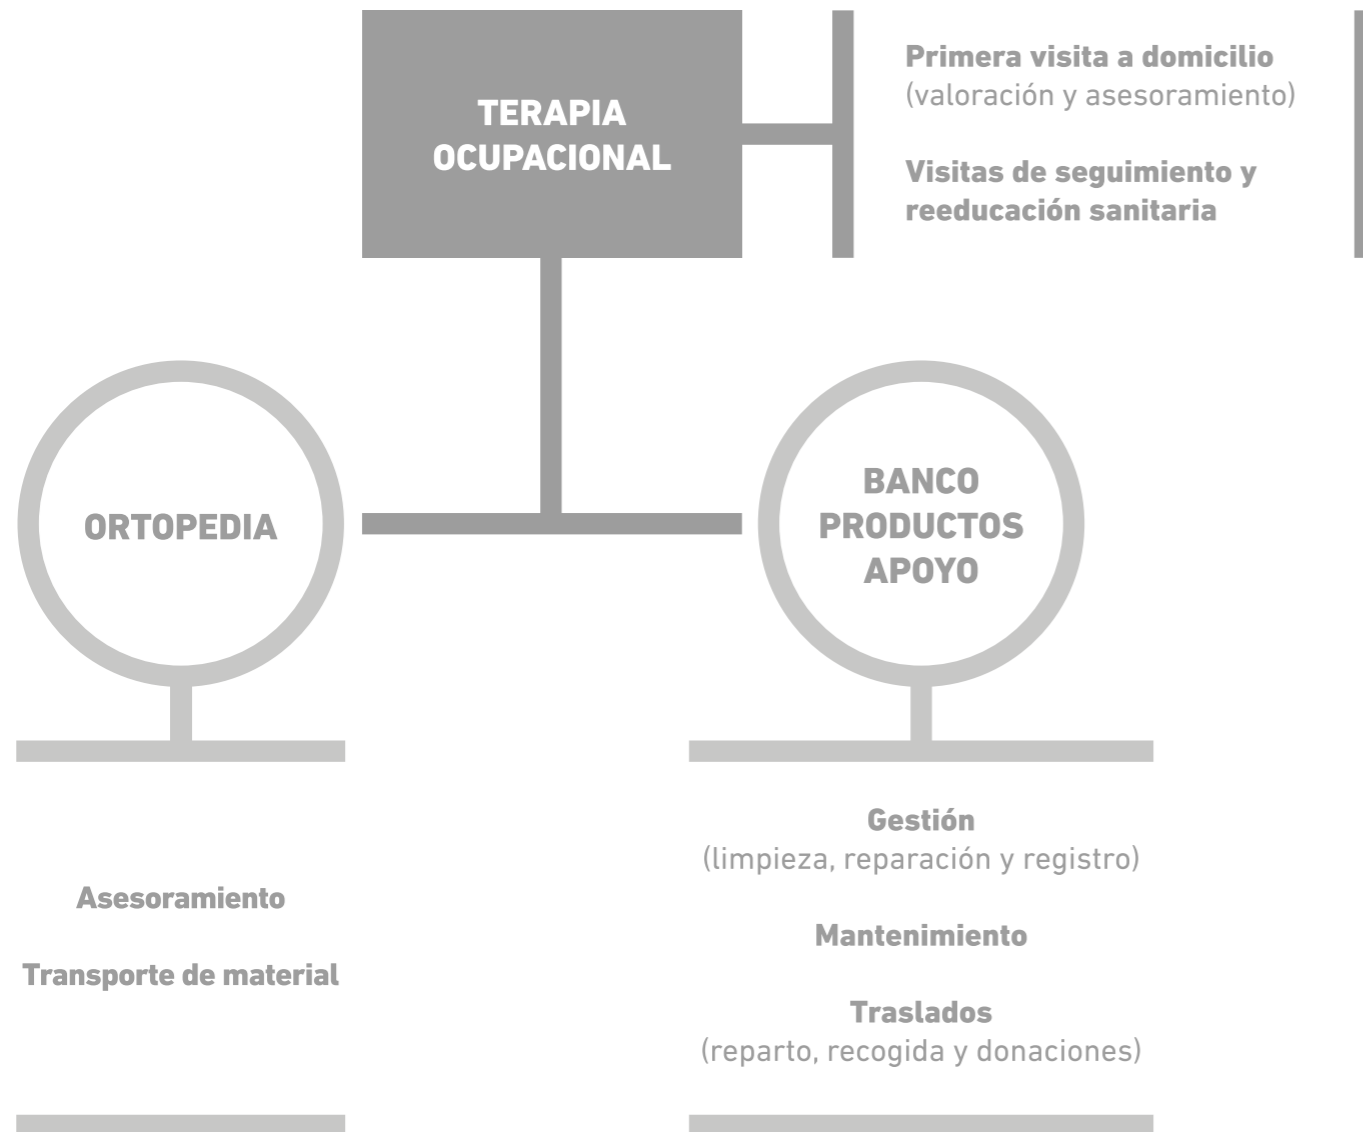 TERAPIA
OCUPACIONAL
Primera visita a domicilio
(valoración y asesoramiento)
Visitas de seguimiento y
reeducación sanitaria
ORTOPEDIA
BANCO
PRODUCTOS
APOYO
Asesoramiento
Transporte de material
Gestión
(limpieza, reparación y registro)
Mantenimiento
Traslados
(reparto, recogida y donaciones)